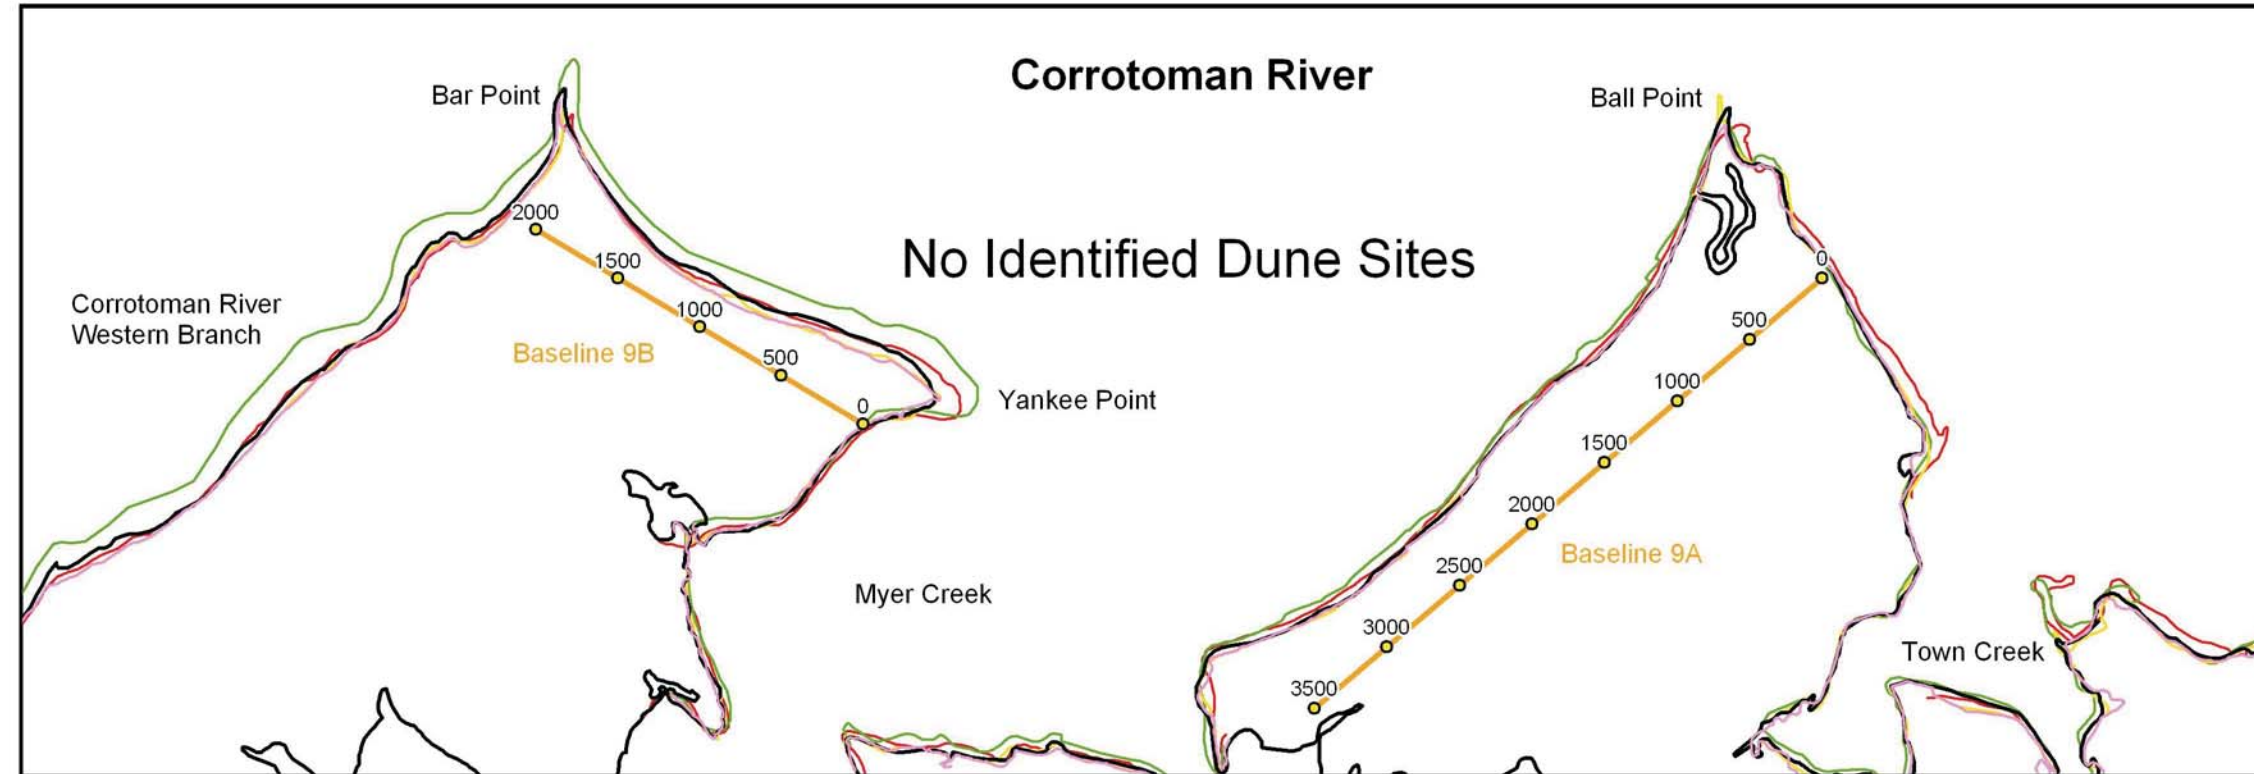 Corrotoman River
Bar Point
Ball Point
2000
No Identified Dune Sites
1500
0
Corrotoman River
Western Branch
1000
500
Baseline 9B
500
1000
Yankee Point
0
1500
2000
Baseline 9A
2500
Myer Creek
3000
Town Creek
3500